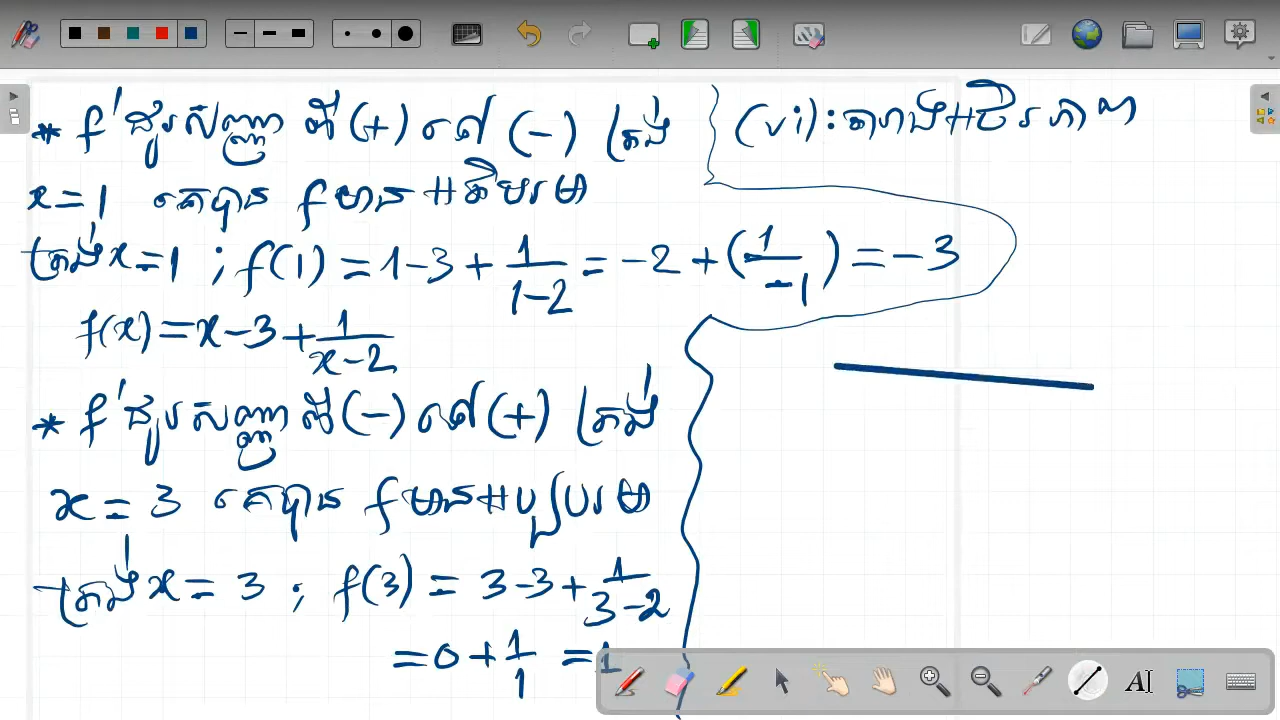 * f' ប្តូរសញ្ញា ពី (+) ទៅ (-) ត្រង់
x = 1 គេបាន f មាន អតិបរមា
ត្រង់ x = 1 ; f(1) = 1-3 + 1/(1-2) = -2 + (1/-1) = -3
f(x) = x-3 + 1/(x-2)
* f' ប្តូរសញ្ញា ពី (-) ទៅ (+) ត្រង់
x = 3 គេបាន f មាន អប្បបរមា
ត្រង់ x = 3 ; f(3) = 3-3 + 1/(3-2)
= 0 + 1/1 = 1
(vi) : តារាងអថេរភាព